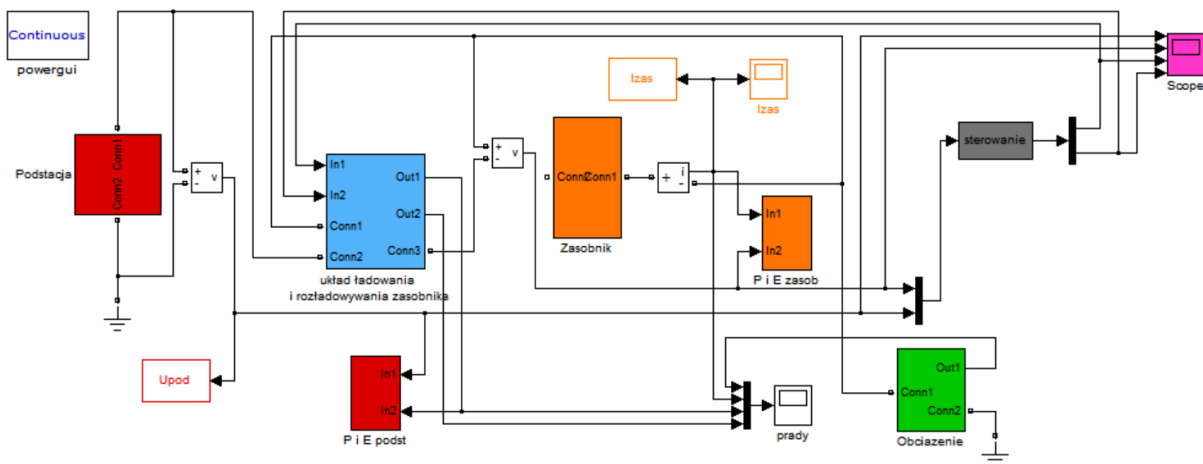 Continuous
powergui
Conn1
Conn2
Podstacja
+
-
v
In1
In2
Conn1
Conn2
Out1
Out2
Conn3
układ ładowania
i rozładowywania zasobnika
+
-
v
Conn2
Conn1
Zasobnik
Izas
Izas
+
i
-
In1
In2
P i E zasob
sterowanie
Scope
Upod
In1
In2
P i E podst
prady
Out1
Conn1
Conn2
Obciazenie